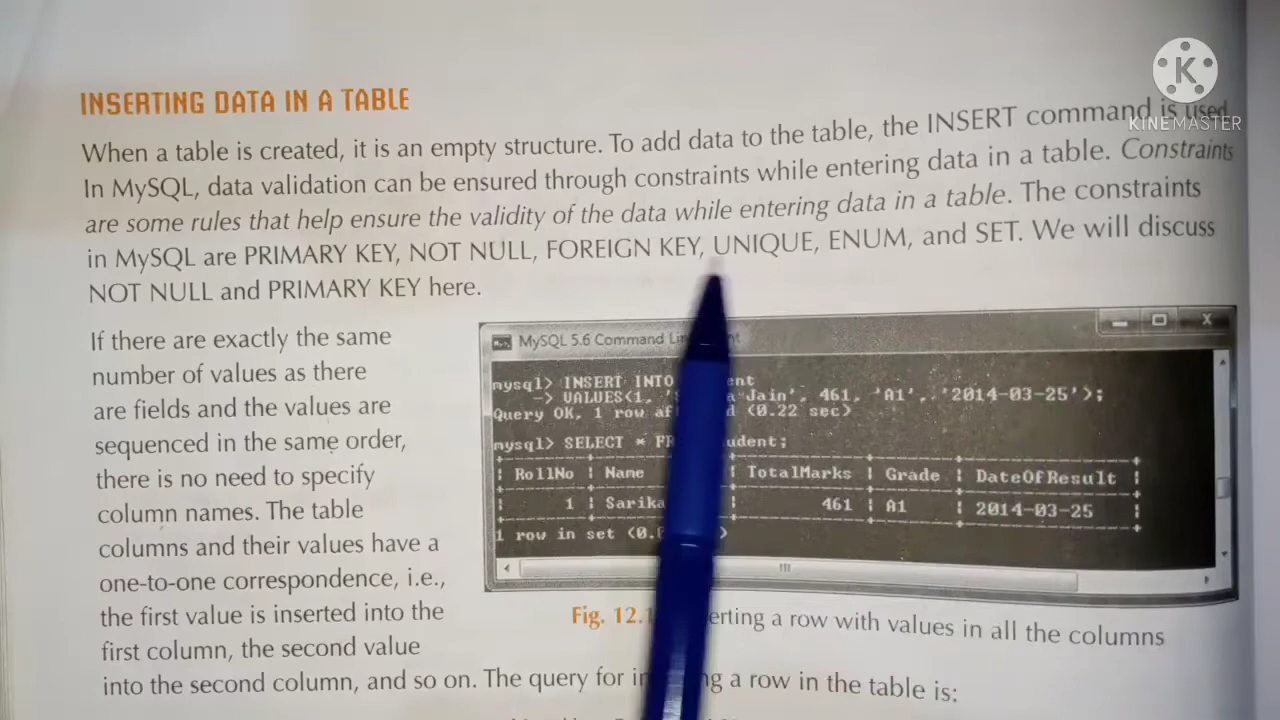 K
KINEMASTER
INSERTING DATA IN A TABLE
When a table is created, it is an empty structure. To add data to the table, the INSERT command is used.
In MySQL, data validation can be ensured through constraints while entering data in a table. Constraints
are some rules that help ensure the validity of the data while entering data in a table. The constraints
in MySQL are PRIMARY KEY, NOT NULL, FOREIGN KEY, UNIQUE, ENUM, and SET. We will discuss
NOT NULL and PRIMARY KEY here.
If there are exactly the same
number of values as there
are fields and the values are
sequenced in the same order,
there is no need to specify
column names. The table
columns and their values have a
one-to-one correspondence, i.e.,
the first value is inserted into the
first column, the second value
into the second column, and so on. The query for a row in the table is:
MySQL 5.6 Command
mysql> INSERT INTO
-> VALUES(1, Jain', 461, 'A1', '2014-03-25');
Query OK, 1 row (0.22 sec)
mysql> SELECT *
RollNo | Name | TotalMarks | Grade | DateOfResult |
1 | Sarika 461 | A1 | 2014-03-25
1 row in set
Fig. a row with values in all the columns